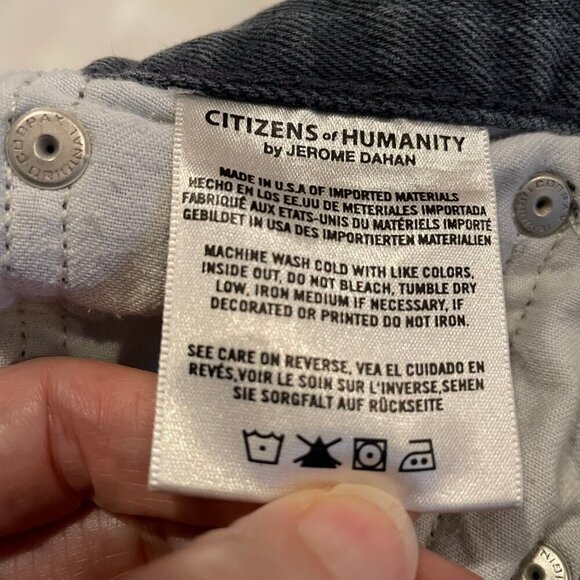 CITIZENS of HUMANITY
by JEROME DAHAN
MADE IN U.S.A OF IMPORTED MATERIALS
HECHO EN LOS EE.UU DE METERIALES IMPORTADA
FABRIQUÉ AUX ETATS-UNIS DU MATÉRIELS IMPORTÉ
GEBILDET IN USA DES IMPORTIERTEN MATERIALIEN
MACHINE WASH COLD WITH LIKE COLORS,
INSIDE OUT, DO NOT BLEACH, TUMBLE DRY
LOW, IRON MEDIUM IF NECESSARY, IF
DECORATED OR PRINTED DO NOT IRON.
SEE CARE ON REVERSE, VEA EL CUIDADO EN
REVÉS,VOIR LE SOIN SUR L'INVERSE,SEHEN
SIE SORGFALT AUF RÜCKSEITE